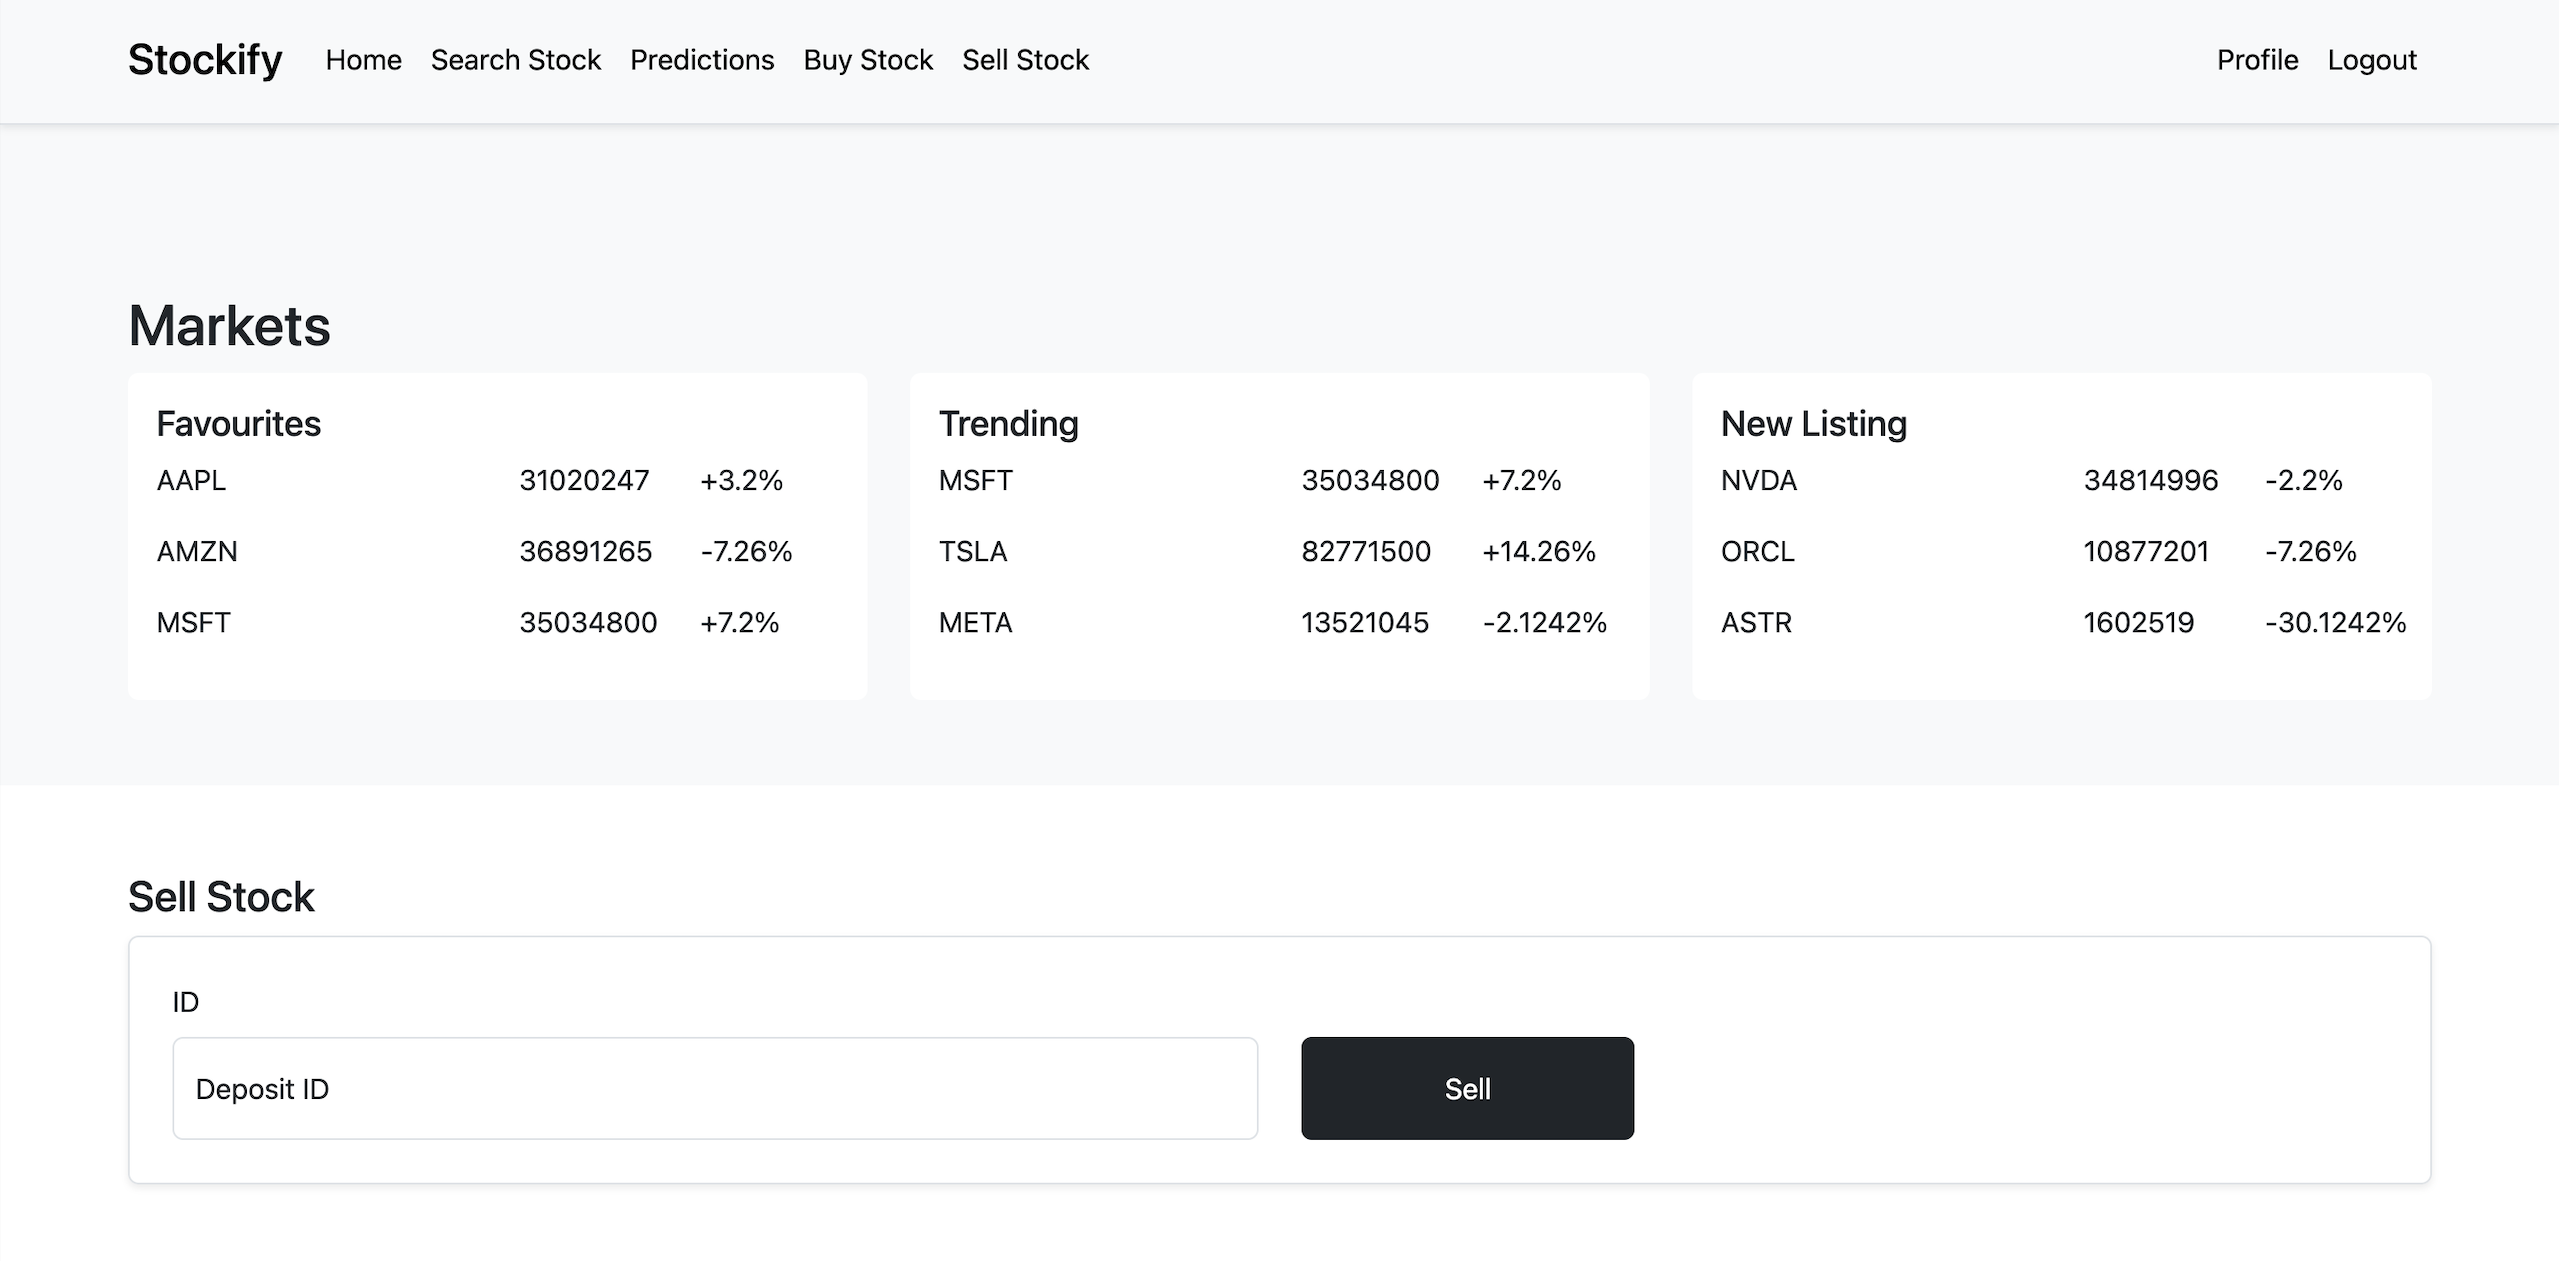 Stockify Home Search Stock Predictions Buy Stock Sell Stock Profile Logout
Markets
Favourites
AAPL 31020247 +3.2%
AMZN 36891265 -7.26%
MSFT 35034800 +7.2%
Trending
MSFT 35034800 +7.2%
TSLA 82771500 +14.26%
META 13521045 -2.1242%
New Listing
NVDA 34814996 -2.2%
ORCL 10877201 -7.26%
ASTR 1602519 -30.1242%
Sell Stock
ID
Deposit ID
Sell